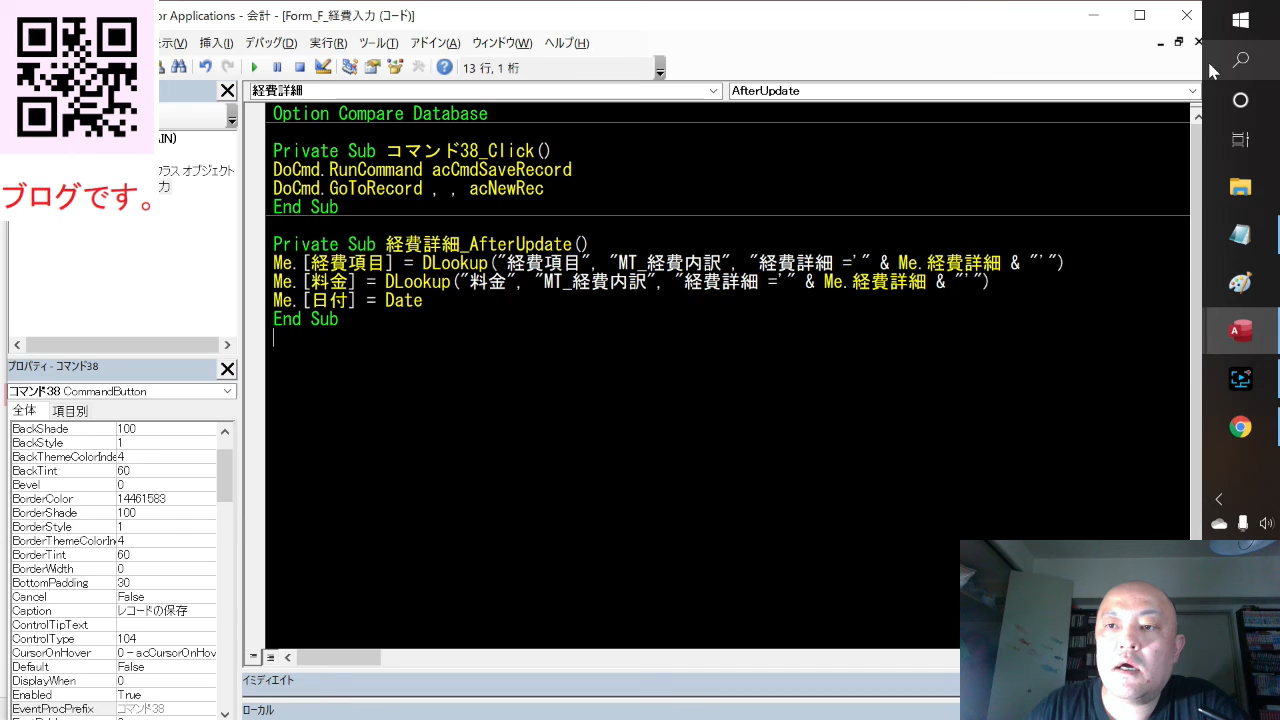 or Applications - 会計 - [Form_F_経費入力 (コード)]
示(V) 挿入(I) デバッグ(D) 実行(R) ツール(T) アドイン(A) ウィンドウ(W) ヘルプ(H)
13 行, 1 桁
経費詳細 AfterUpdate
ブログです。
AIN)
クラス オブジェクト
力
Option Compare Database
Private Sub コマンド38_Click()
DoCmd.RunCommand acCmdSaveRecord
DoCmd.GoToRecord , , acNewRec
End Sub
Private Sub 経費詳細_AfterUpdate()
Me.[経費項目] = DLookup("経費項目", "MT_経費内訳", "経費詳細 ='" & Me.経費詳細 & "'")
Me.[料金] = DLookup("料金", "MT_経費内訳", "経費詳細 ='" & Me.経費詳細 & "'")
Me.[日付] = Date
End Sub
プロパティ - コマンド38
コマンド38 CommandButton
全体 項目別
BackShade 100
BackStyle 1
BackThemeColorInde 4
BackTint 60
Bevel 0
BorderColor 14461583
BorderShade 100
BorderStyle 1
BorderThemeColorIn 4
BorderTint 60
BorderWidth 0
BottomPadding 30
Cancel False
Caption レコードの保存
ControlTipText
ControlType 104
CursorOnHover 0 - acCursorOnHov
Default False
DisplayWhen 0
Enabled True
EventProcPrefix コマンド38
イミディエイト
ローカル